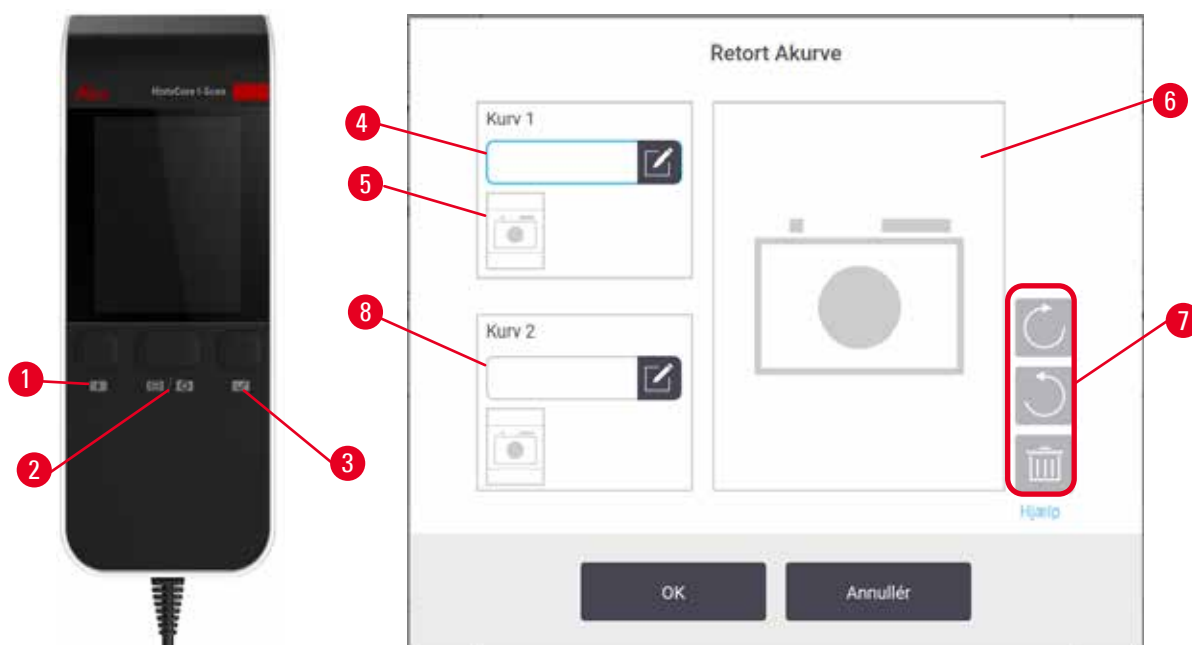 Leica
HistoCore I-Scan
1
2
3
Retort Akurve
4
Kurv 1
5
6
7
8
Kurv 2
Hjælp
OK
Annullér